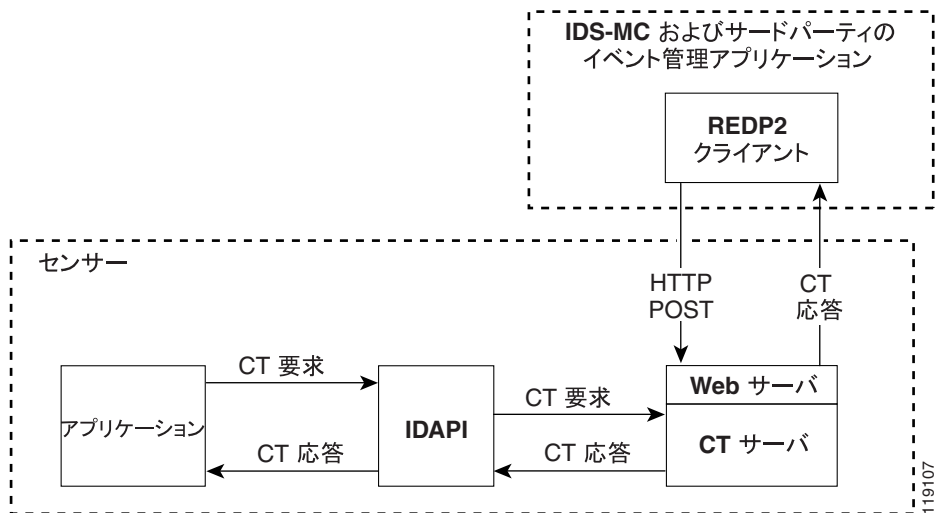 IDS-MC およびサードパーティの
イベント管理アプリケーション
REDP2
クライアント
センサー
HTTP
POST
CT
応答
CT 要求
CT 要求
Web サーバ
アプリケーション
IDAPI
CT サーバ
CT 応答
CT 応答
119107